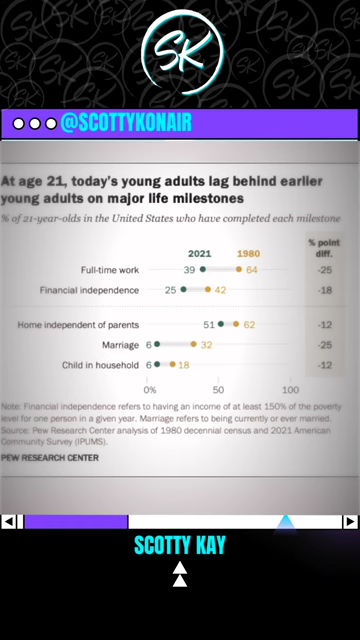 SK
@SCOTTYKONAIR
At age 21, today's young adults lag behind earlier
young adults on major life milestones
% of 21-year-olds in the United States who have completed each milestone
% point
diff.
2021 1980
Full-time work 39 64 -25
Financial independence 25 42 -18
Home independent of parents 51 62 -12
Marriage 6 32 -25
Child in household 6 18 -12
0% 50 100
Note: Financial independence refers to having an income of at least 150% of the poverty
level for one person in a given year. Marriage refers to being currently or ever married.
Source: Pew Research Center analysis of 1980 decennial census and 2021 American
Community Survey (IPUMS).
PEW RESEARCH CENTER
SCOTTY KAY